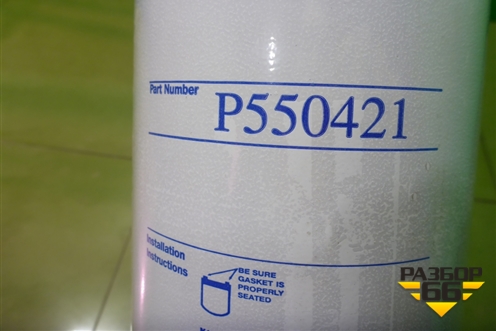 Part Number
P550421
Installation
Instructions
BE SURE
GASKET IS
PROPERLY
SEATED
РАЗБОР
66